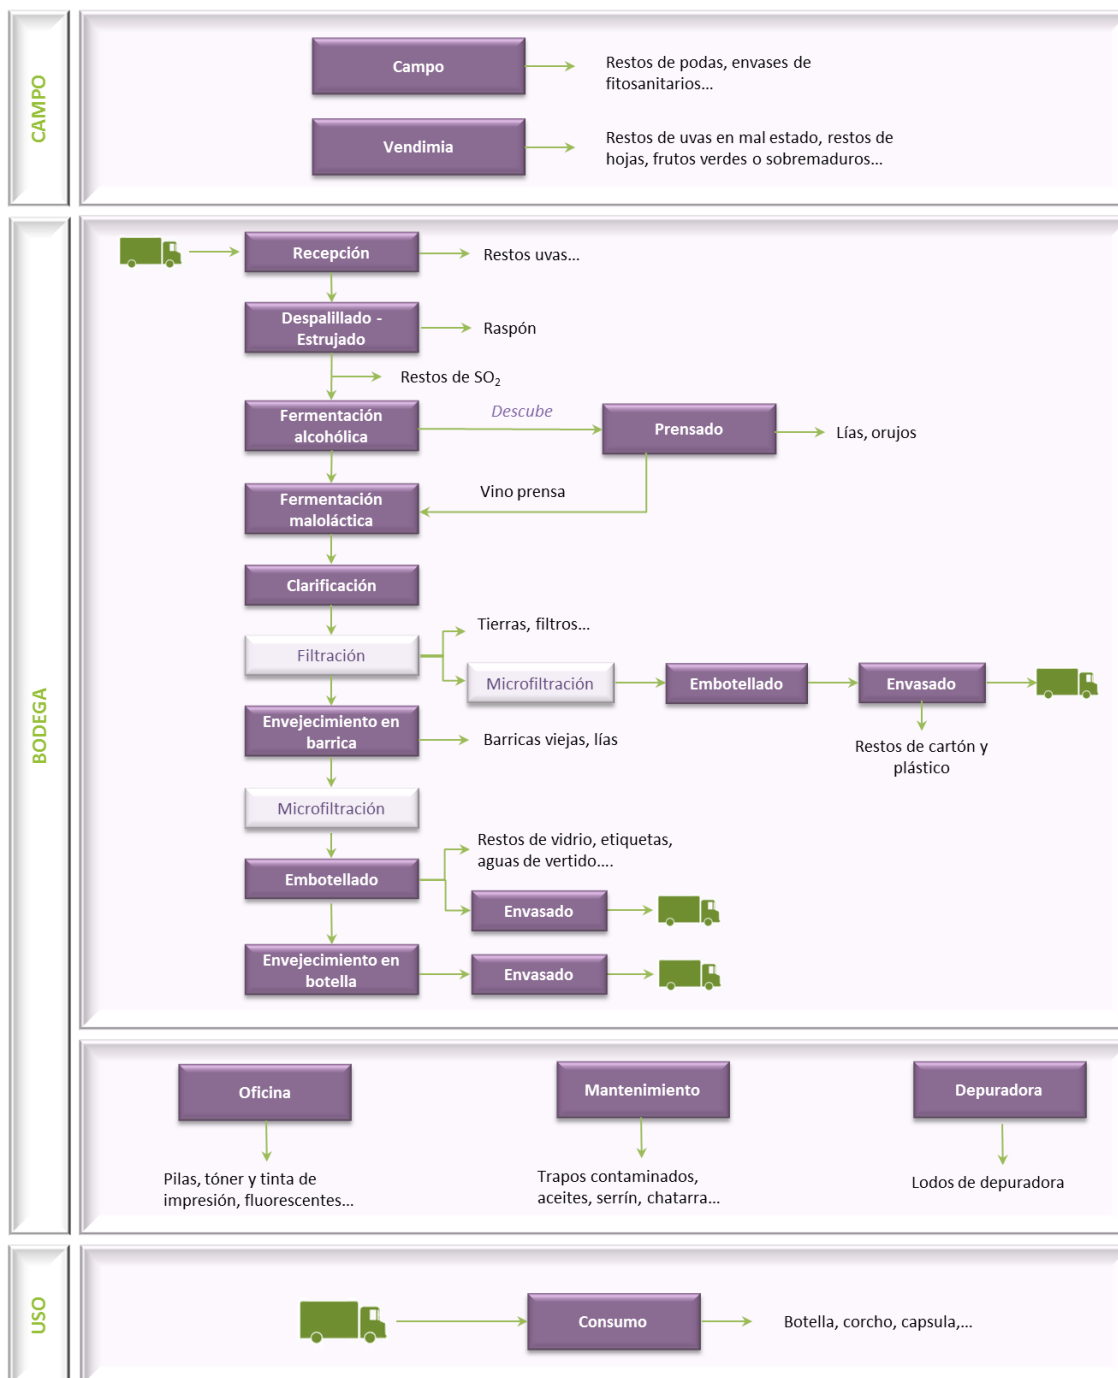 CAMPO
Campo
Restos de podas, envases de
fitosanitarios...
Vendimia
Restos de uvas en mal estado, restos de
hojas, frutos verdes o sobremaduros...
BODEGA
Recepción
Restos uvas...
Despalillado -
Estrujado
Raspón
Restos de SO₂
Fermentación
alcohólica
Descube
Prensado
Lías, orujos
Vino prensa
Fermentación
maloláctica
Clarificación
Filtración
Tierras, filtros...
Microfiltración
Embotellado
Envasado
Restos de cartón y
plástico
Envejecimiento en
barrica
Barricas viejas, lías
Microfiltración
Embotellado
Restos de vidrio, etiquetas,
aguas de vertido....
Envasado
Envejecimiento en
botella
Envasado
Oficina
Pilas, tóner y tinta de
impresión, fluorescentes...
Mantenimiento
Trapos contaminados,
aceites, serrín, chatarra...
Depuradora
Lodos de depuradora
USO
Consumo
Botella, corcho, capsula,...